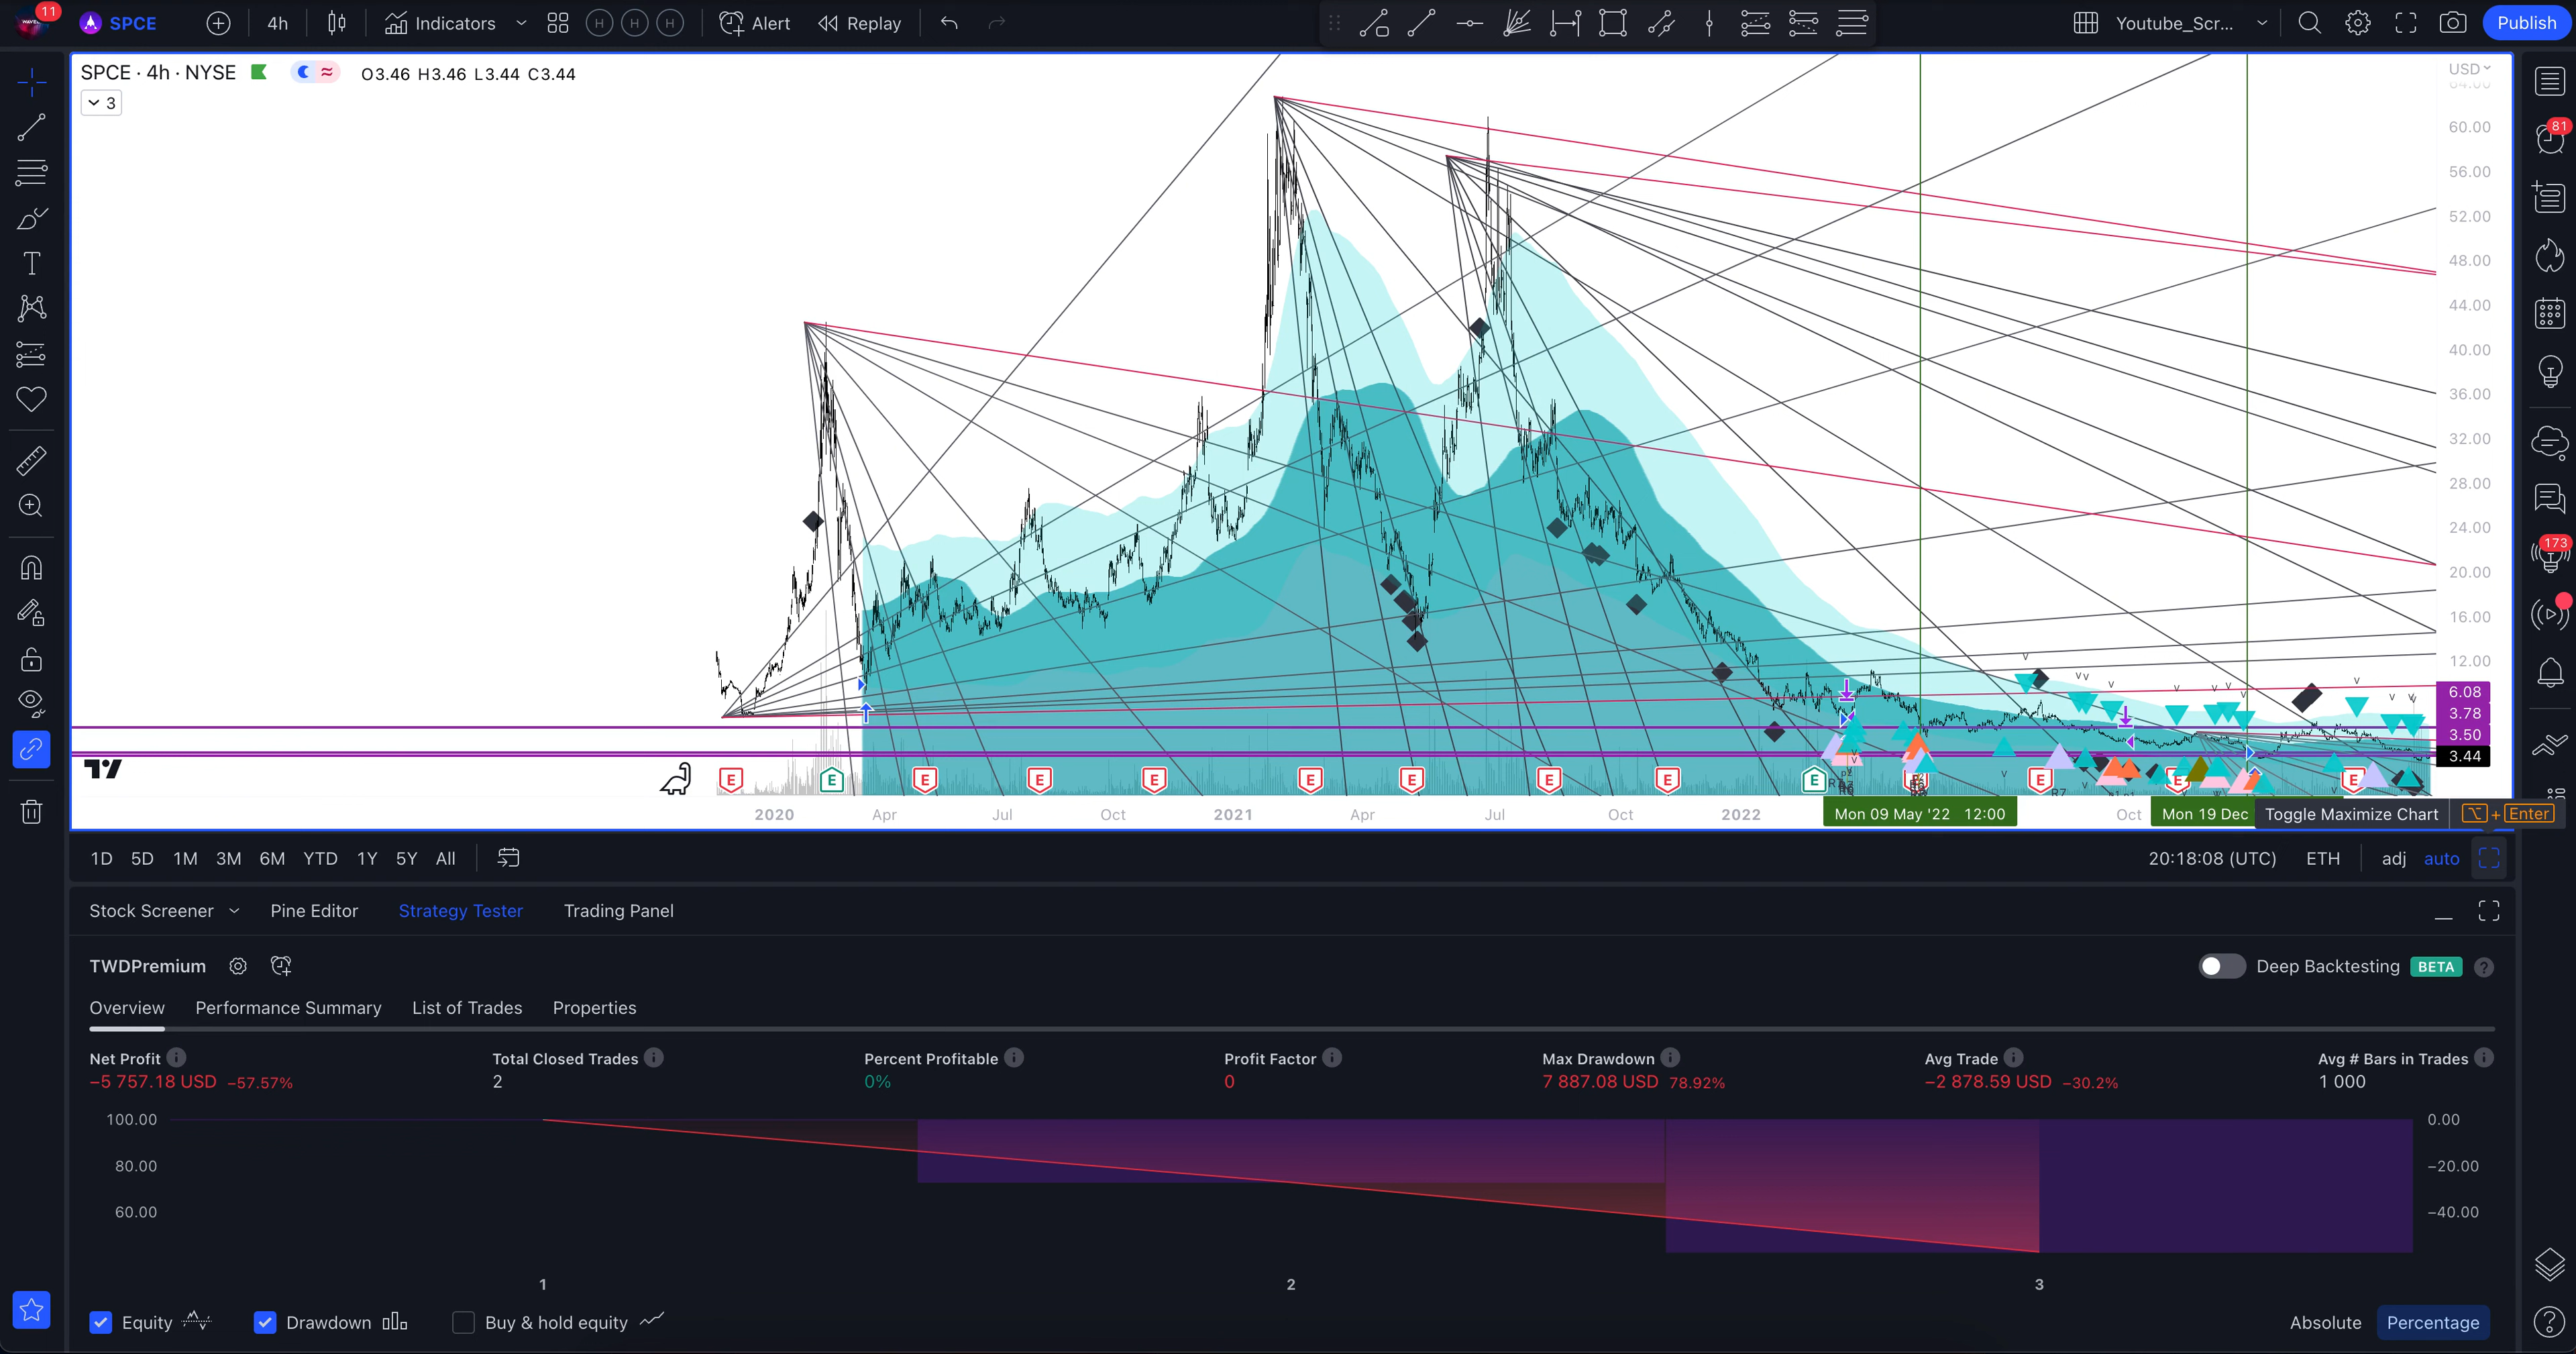 11
SPCE
4h
Indicators
H H H
Alert
Replay
Youtube_Scr...
Publish
SPCE · 4h · NYSE
O3.46 H3.46 L3.44 C3.44
3
USD
64.00
60.00
56.00
52.00
48.00
44.00
40.00
36.00
32.00
28.00
24.00
20.00
16.00
12.00
6.08
3.78
3.50
3.44
81
173
E E E E E E E E E E E E E
R7
2020 Apr Jul Oct 2021 Apr Jul Oct 2022 Mon 09 May '22 12:00 Oct Mon 19 Dec
Toggle Maximize Chart ⌥ + Enter
1D 5D 1M 3M 6M YTD 1Y 5Y All
20:18:08 (UTC) ETH adj auto
Stock Screener Pine Editor Strategy Tester Trading Panel
TWDPremium
Deep Backtesting BETA
Overview Performance Summary List of Trades Properties
Net Profit Total Closed Trades Percent Profitable Profit Factor Max Drawdown Avg Trade Avg # Bars in Trades
−5 757.18 USD −57.57% 2 0% 0 7 887.08 USD 78.92% −2 878.59 USD −30.2% 1 000
100.00 0.00
80.00 −20.00
60.00 −40.00
1 2 3
Equity Drawdown Buy & hold equity
Absolute Percentage